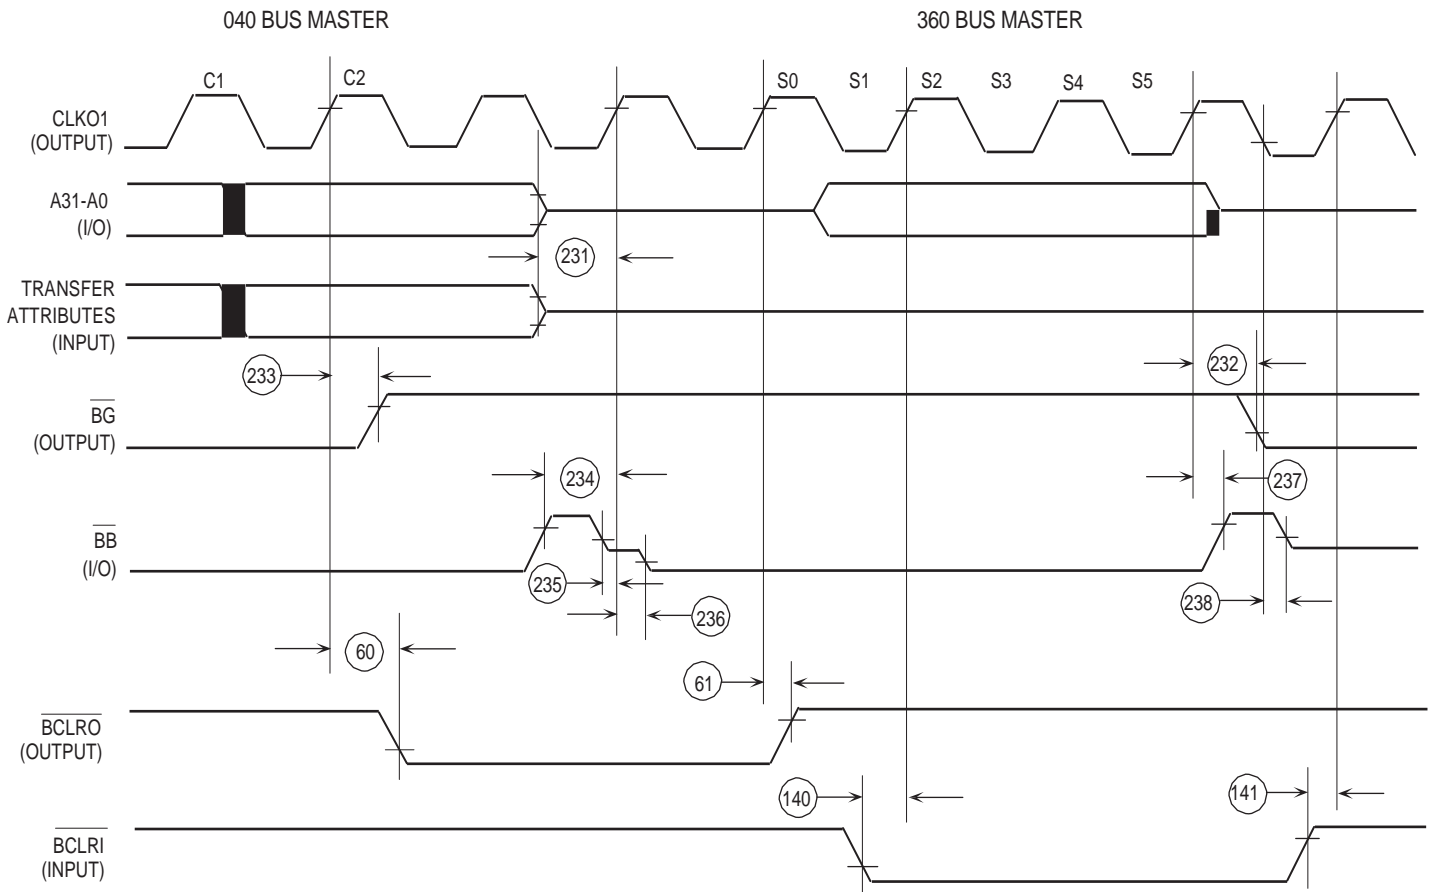 040 BUS MASTER
360 BUS MASTER
C1
C2
S0
S1
S2
S3
S4
S5
CLKO1
(OUTPUT)
A31-A0
(I/O)
231
TRANSFER
ATTRIBUTES
(INPUT)
233
232
BG
(OUTPUT)
234
237
BB
(I/O)
235
236
238
60
61
BCLRO
(OUTPUT)
140
141
BCLRI
(INPUT)